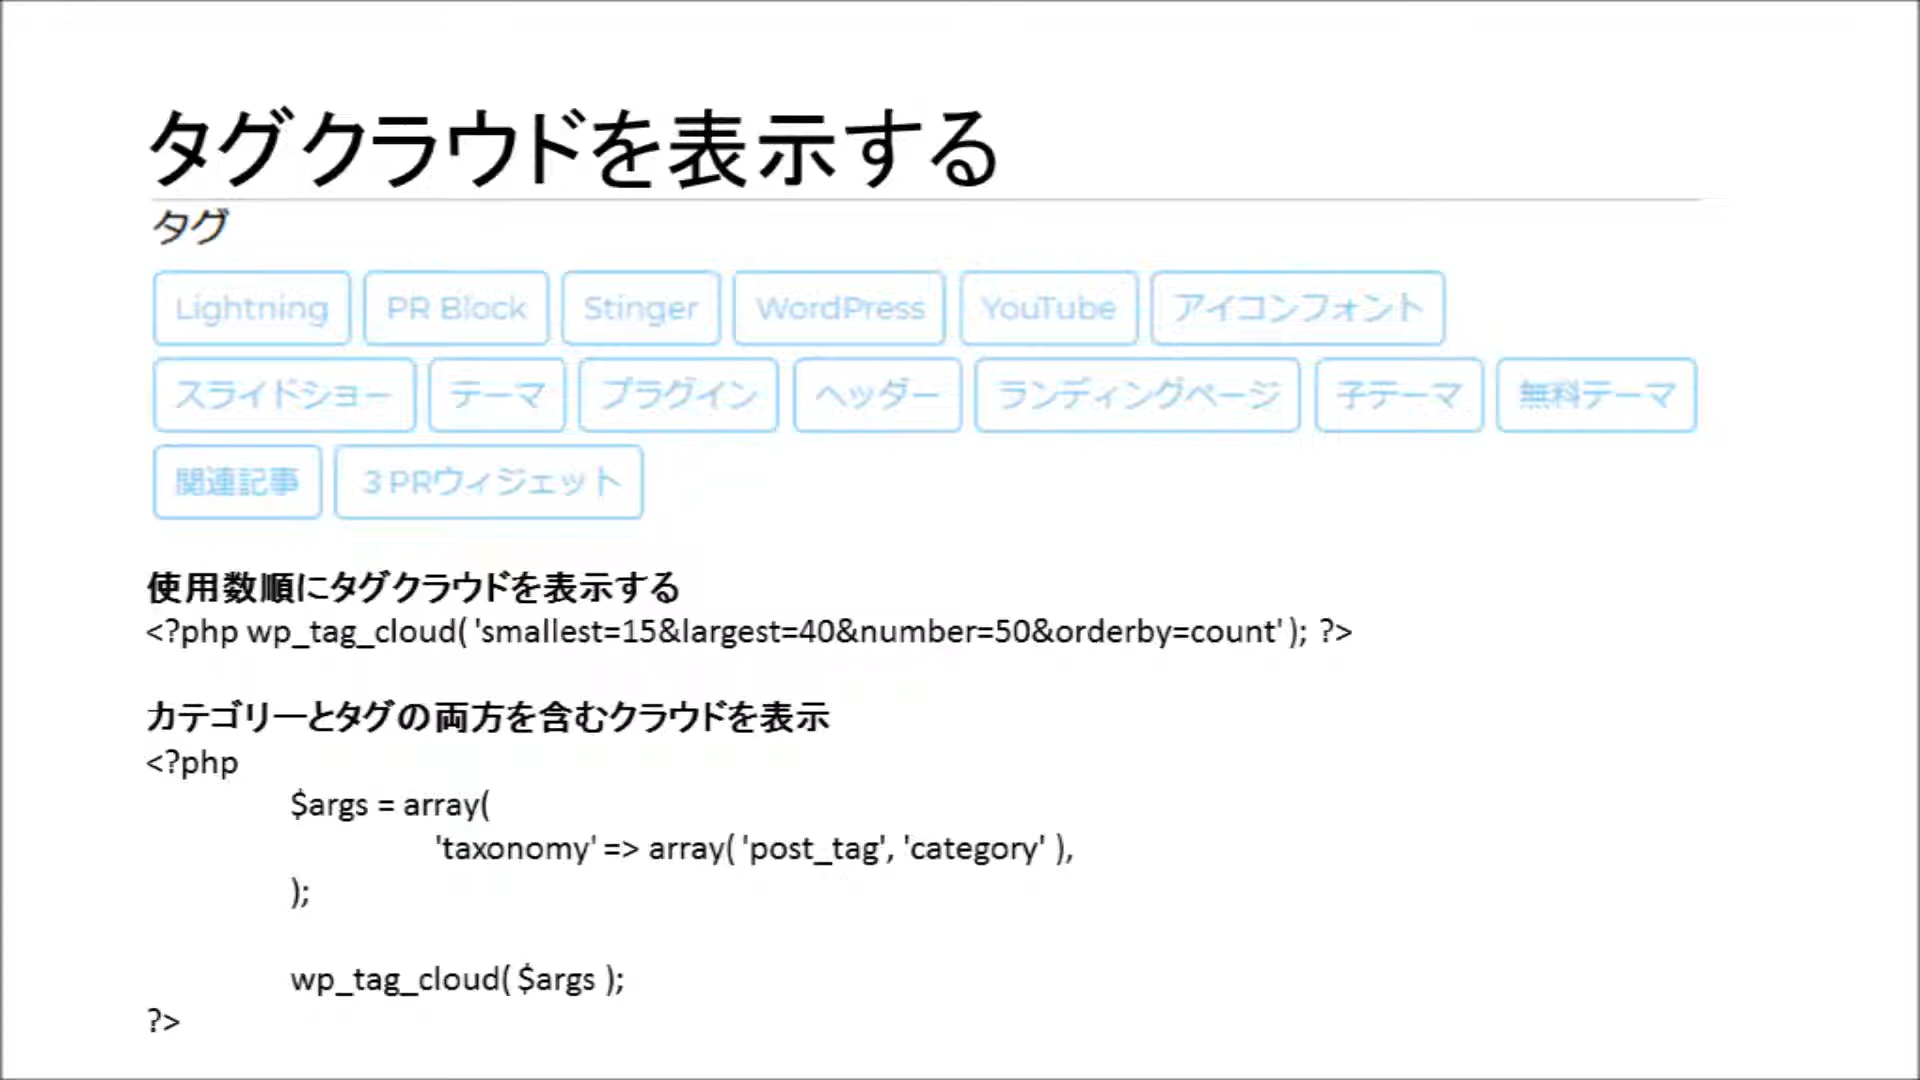 タグクラウドを表示する
タグ
Lightning PR Block Stinger WordPress YouTube アイコンフォント
スライドショー テーマ プラグイン ヘッダー ランディングページ 子テーマ 無料テーマ
関連記事 3 PRウィジェット
使用数順にタグクラウドを表示する
<?php wp_tag_cloud( 'smallest=15&largest=40&number=50&orderby=count' ); ?>
カテゴリーとタグの両方を含むクラウドを表示
<?php
$args = array(
'taxonomy' => array( 'post_tag', 'category' ),
);
wp_tag_cloud( $args );
?>